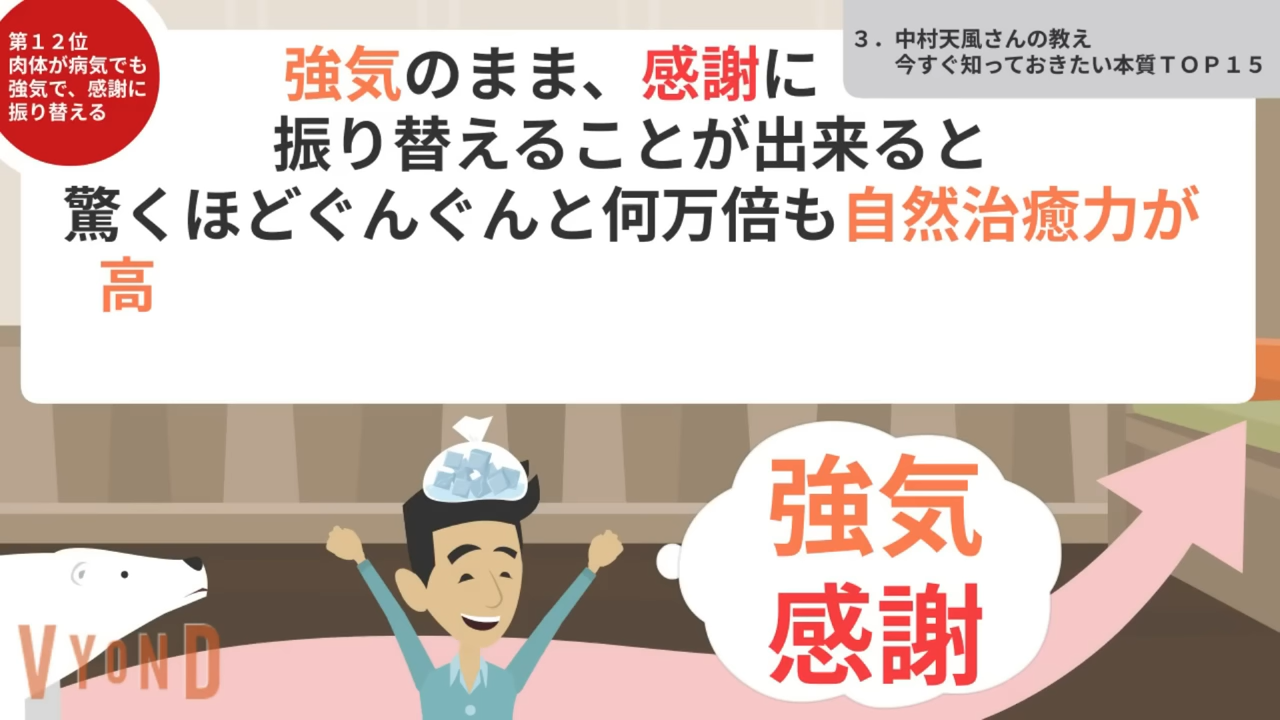 第１２位
肉体が病気でも
強気で、感謝に
振り替える
３．中村天風さんの教え
今すぐ知っておきたい本質ＴＯＰ１５
強気のまま、感謝に
振り替えることが出来ると
驚くほどぐんぐんと何万倍も自然治癒力が
高
強気
感謝
VYOND